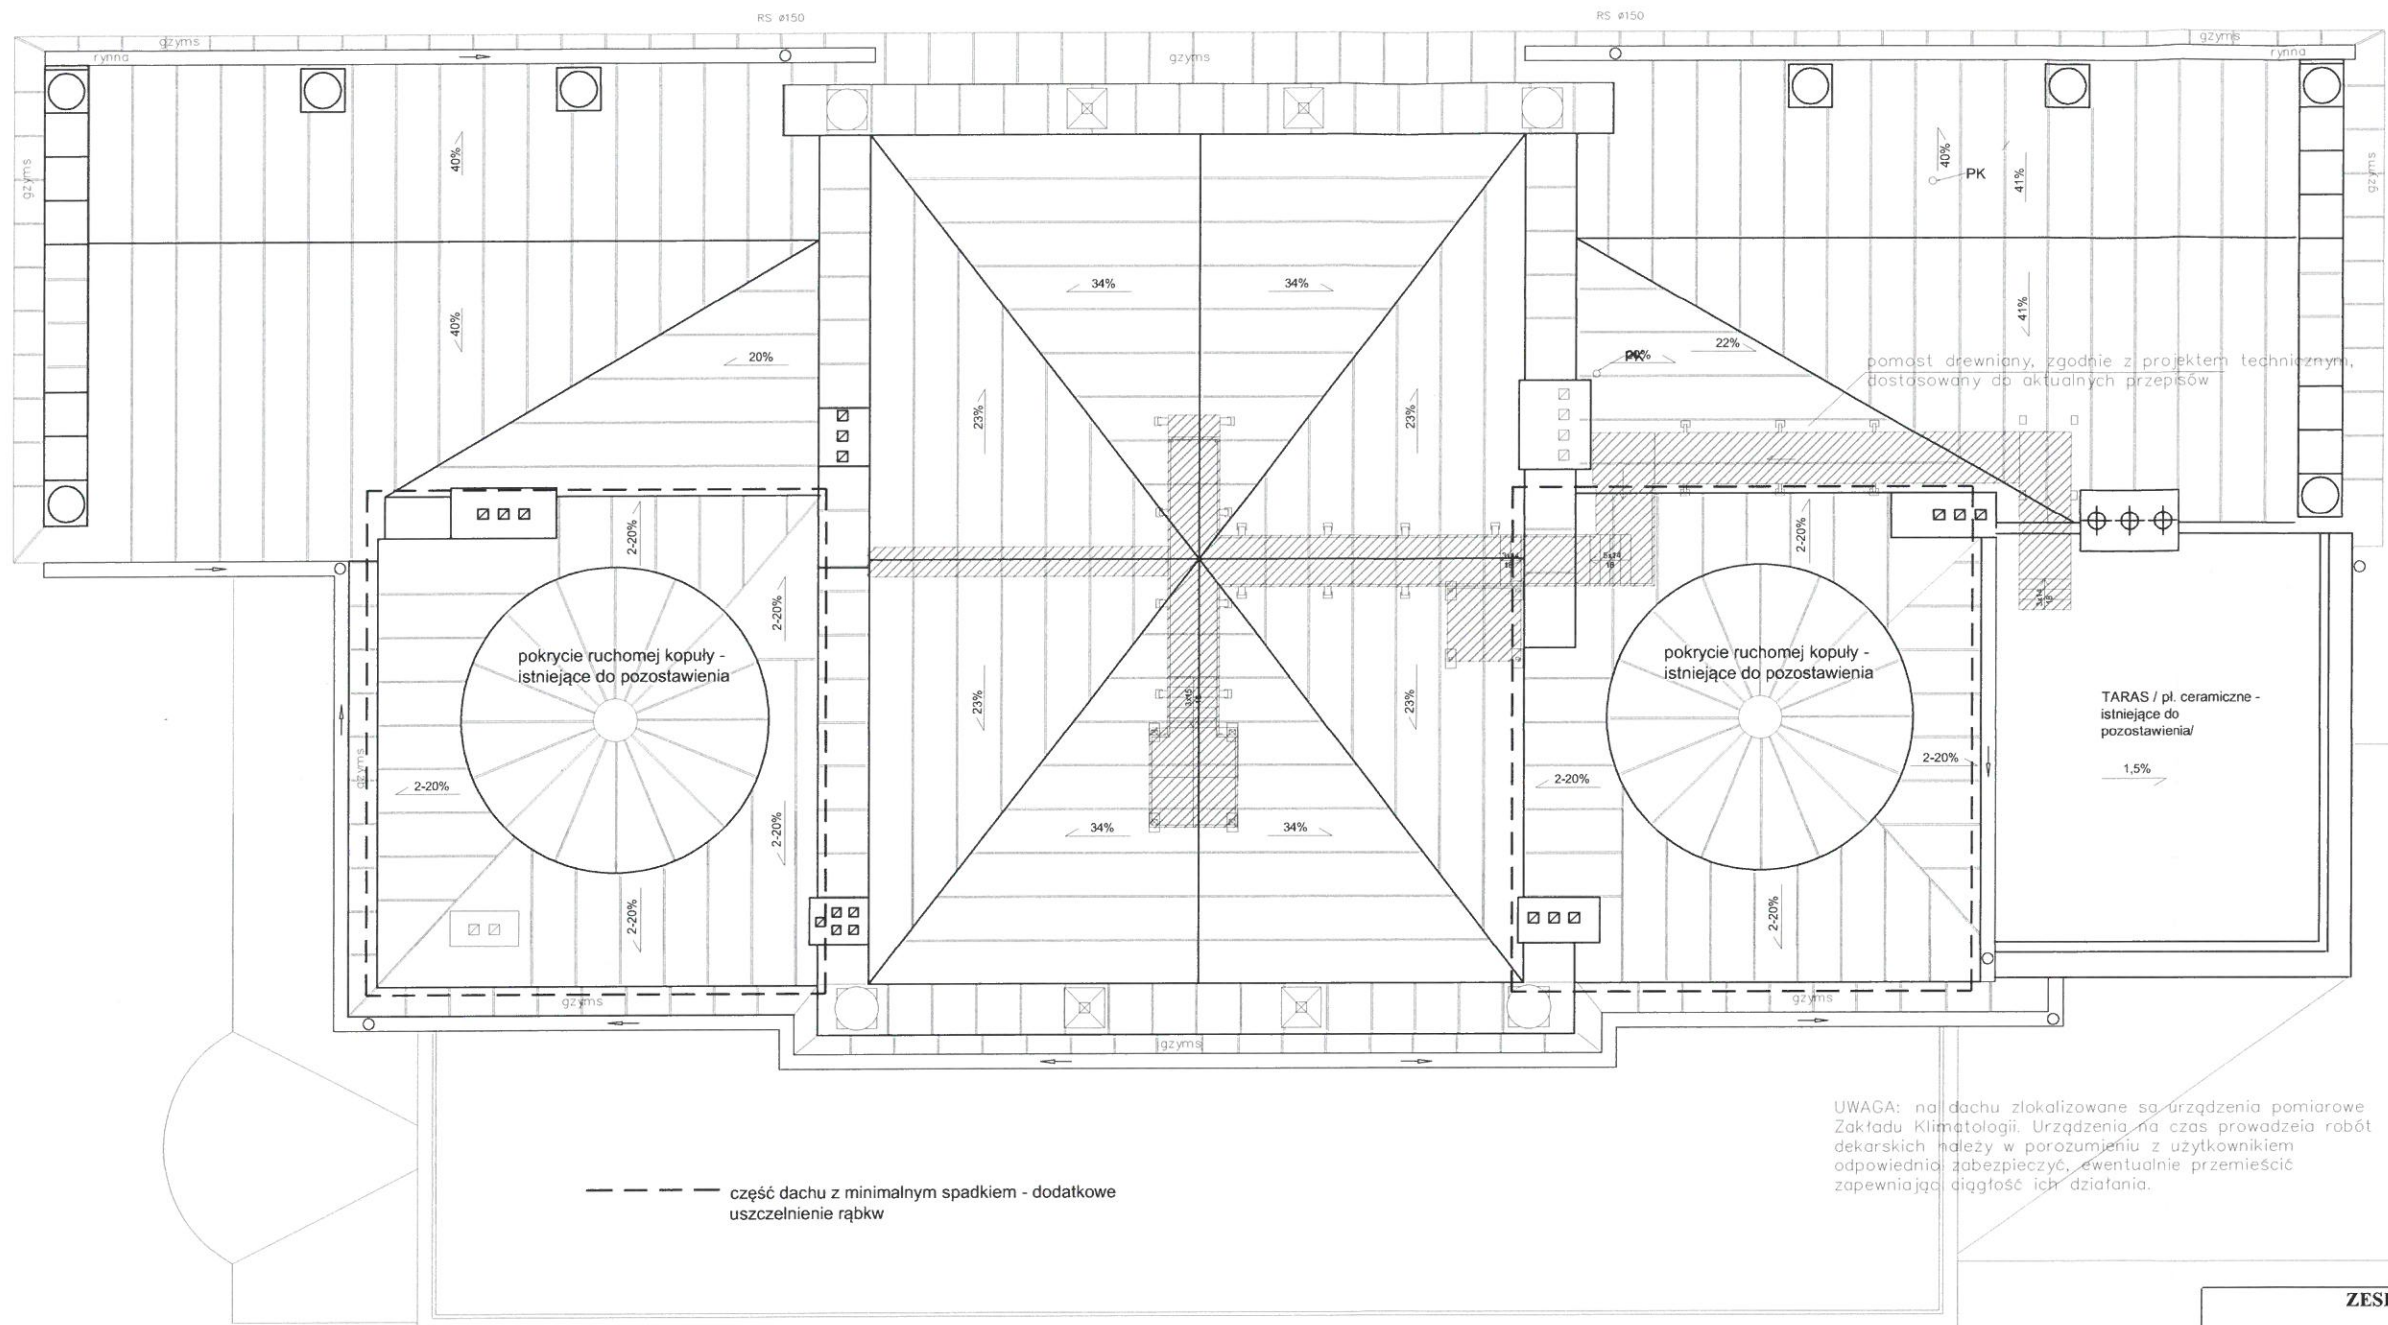 RS ø150
RS ø150
gzyms
gzyms
gzyms
rynna
rynna
gzyms
gzyms
40%
40%
PK
41%
34%
34%
40%
41%
20%
22%
23%
23%
pomost drewniany, zgodnie z projektem technicznym,
dostosowany do aktualnych przepisów
2-20%
2-20%
2-20%
pokrycie ruchomej kopuły -
istniejące do pozostawienia
pokrycie ruchomej kopuły -
istniejące do pozostawienia
23%
23%
TARAS / pł. ceramiczne -
istniejące do
pozostawienia/
1,5%
gzyms
2-20%
2-20%
2-20%
2-20%
34%
34%
2-20%
2-20%
gzyms
gzyms
gzyms
UWAGA: na dachu zlokalizowane są urządzenia pomiarowe
Zakładu Klimatologii. Urządzenia na czas prowadzeia robót
dekarskich należy w porozumieniu z użytkownikiem
odpowiednio zabezpieczyć, ewentualnie przemieścić
zapewniając ciągłość ich działania.
część dachu z minimalnym spadkiem - dodatkowe
uszczelnienie rąbkw